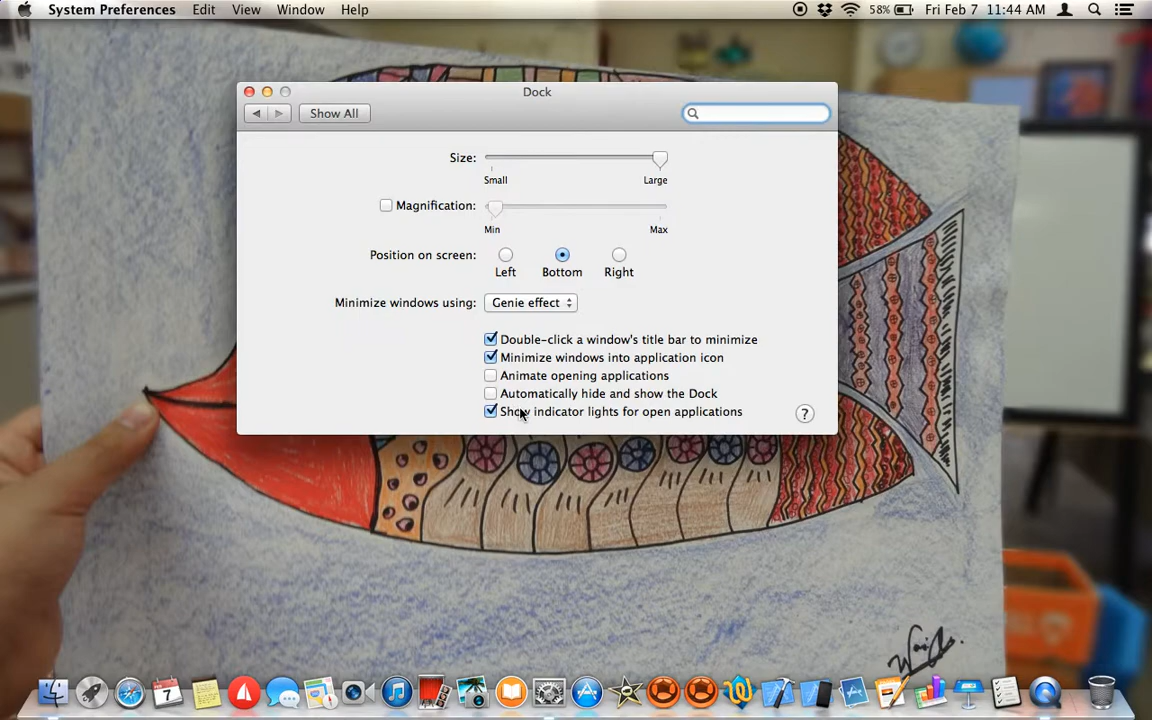 System Preferences Edit View Window Help 58% Fri Feb 7 11:44 AM
Dock
Show All
Size:
Small Large
Magnification:
Min Max
Position on screen:
Left Bottom Right
Minimize windows using: Genie effect
Double-click a window's title bar to minimize
Minimize windows into application icon
Animate opening applications
Automatically hide and show the Dock
Show indicator lights for open applications ?
7